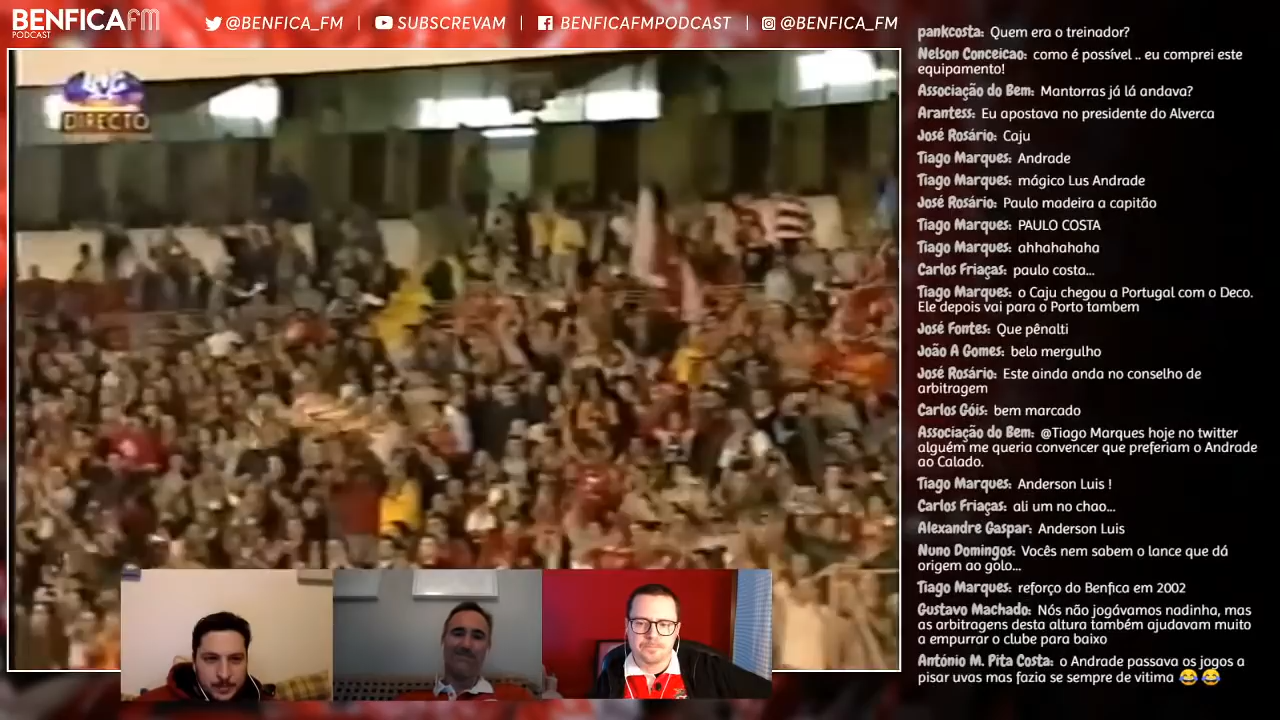 BENFICAFM
PODCAST
@BENFICA_FM | SUBSCREVAM | BENFICAFMPODCAST | @BENFICA_FM
DIRECTO
pankcosta: Quem era o treinador?
Nelson Conceicao: como é possível .. eu comprei este
equipamento!
Associação do Bem: Mantorras já lá andava?
Arantess: Eu apostava no presidente do Alverca
José Rosário: Caju
Tiago Marques: Andrade
Tiago Marques: mágico Lus Andrade
José Rosário: Paulo madeira a capitão
Tiago Marques: PAULO COSTA
Tiago Marques: ahhahahaha
Carlos Friaças: paulo costa...
Tiago Marques: o Caju chegou a Portugal com o Deco.
Ele depois vai para o Porto tambem
José Fontes: Que pênalti
João A Gomes: belo mergulho
José Rosário: Este ainda anda no conselho de
arbitragem
Carlos Góis: bem marcado
Associação do Bem: @Tiago Marques hoje no twitter
alguém me queria convencer que preferiam o Andrade
ao Calado.
Tiago Marques: Anderson Luis !
Carlos Friaças: ali um no chao...
Alexandre Gaspar: Anderson Luis
Nuno Domingos: Vocês nem sabem o lance que dá
origem ao golo...
Tiago Marques: reforço do Benfica em 2002
Gustavo Machado: Nós não jogávamos nadinha, mas
as arbitragens desta altura também ajudavam muito
a empurrar o clube para baixo
António M. Pita Costa: o Andrade passava os jogos a
pisar uvas mas fazia se sempre de vitima 😂😂